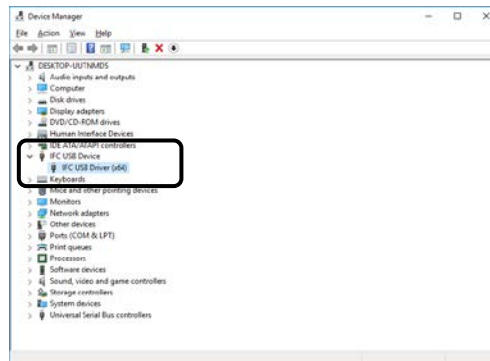 Device Manager
File Action View Help
DESKTOP-UUTNMDS
Audio inputs and outputs
Computer
Disk drives
Display adapters
DVD/CD-ROM drives
Human Interface Devices
IDE ATA/ATAPI controllers
IFC USB Device
IFC USB Driver (x64)
Keyboards
Mice and other pointing devices
Monitors
Network adapters
Other devices
Ports (COM & LPT)
Print queues
Processors
Software devices
Sound, video and game controllers
Storage controllers
System devices
Universal Serial Bus controllers